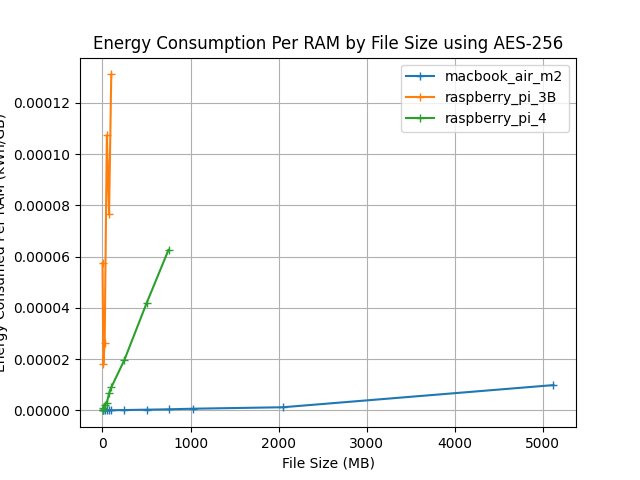 Energy Consumption Per RAM by File Size using AES-256
macbook_air_m2
raspberry_pi_3B
raspberry_pi_4
Energy Consumed Per RAM (kWh/GB)
0.00012
0.00010
0.00008
0.00006
0.00004
0.00002
0.00000
0 1000 2000 3000 4000 5000
File Size (MB)